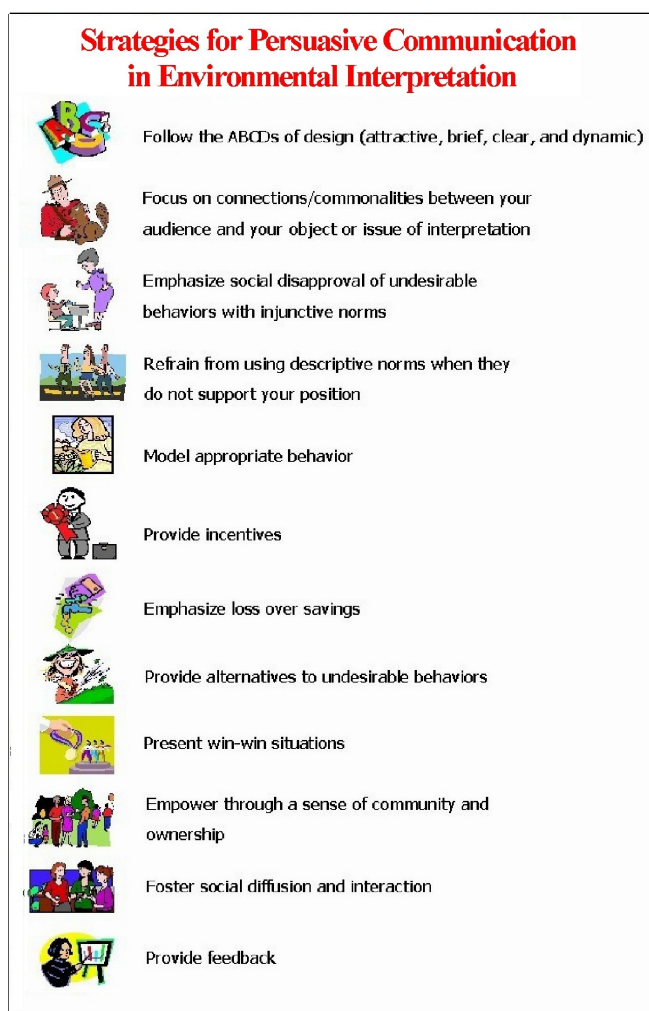 Strategies for Persuasive Communication
in Environmental Interpretation
Follow the ABCDs of design (attractive, brief, clear, and dynamic)
Focus on connections/commonalities between your
audience and your object or issue of interpretation
Emphasize social disapproval of undesirable
behaviors with injunctive norms
Refrain from using descriptive norms when they
do not support your position
Model appropriate behavior
Provide incentives
Emphasize loss over savings
Provide alternatives to undesirable behaviors
Present win-win situations
Empower through a sense of community and
ownership
Foster social diffusion and interaction
Provide feedback